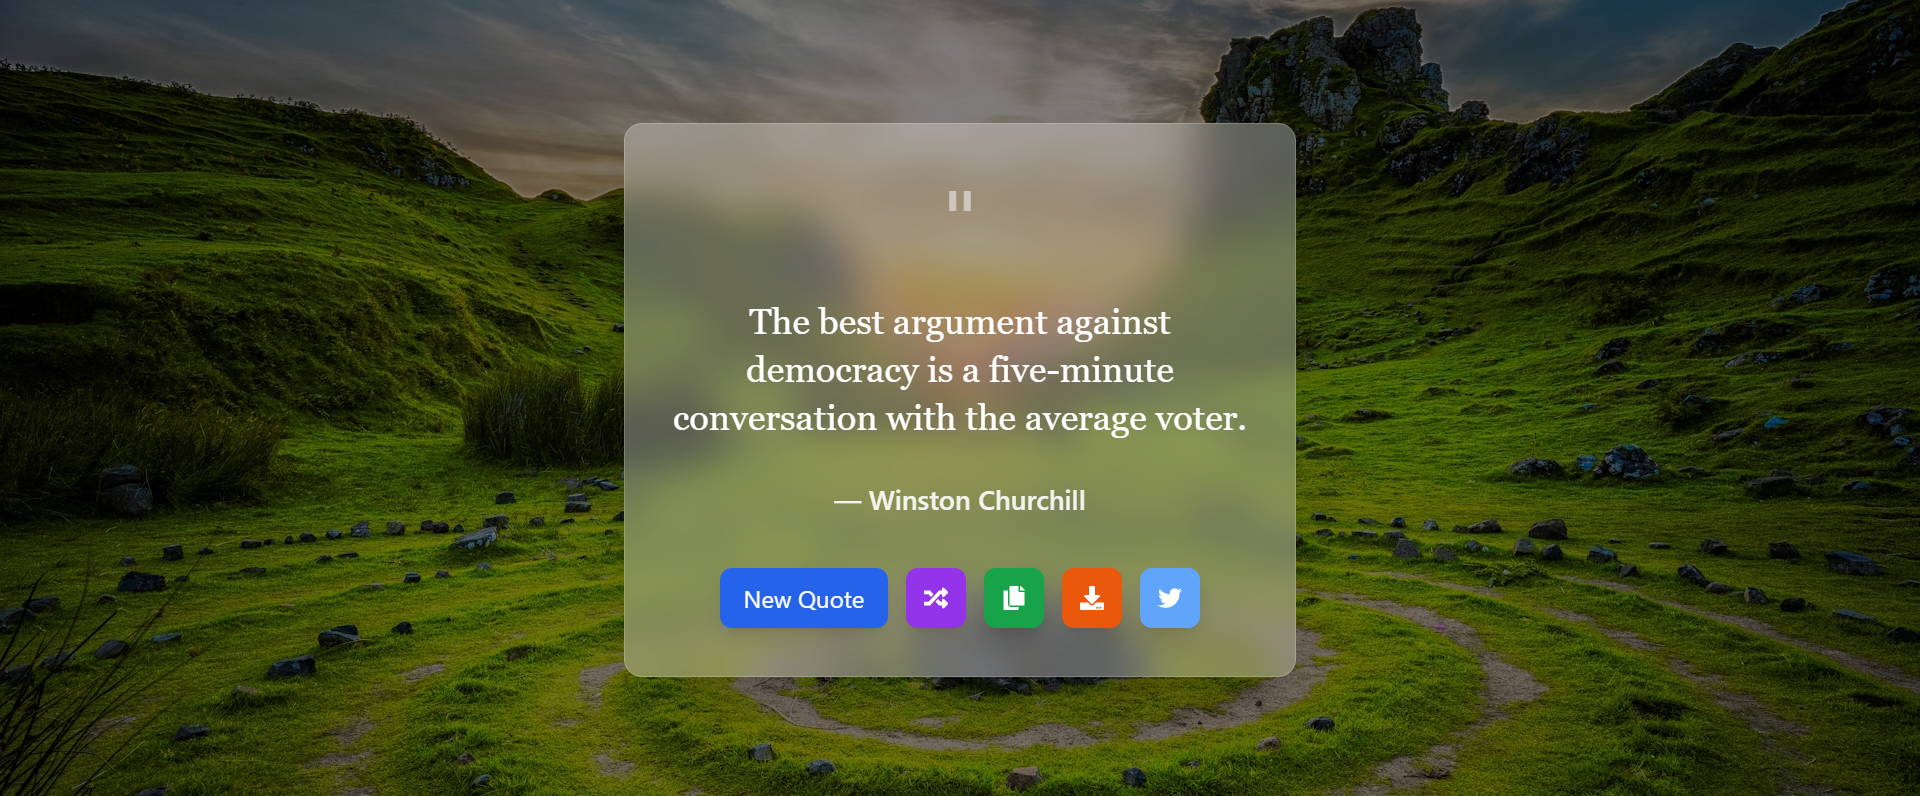 "
The best argument against
democracy is a five-minute
conversation with the average voter.
— Winston Churchill
New Quote